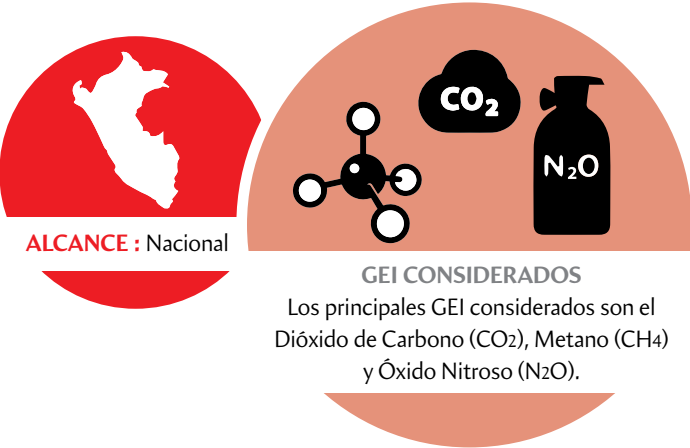 CO2
N2O
ALCANCE : Nacional
GEI CONSIDERADOS
Los principales GEI considerados son el
Dióxido de Carbono (CO2), Metano (CH4)
y Óxido Nitroso (N2O).